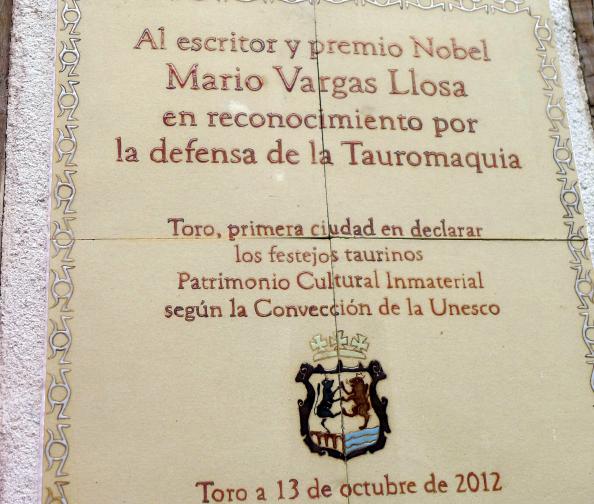 Al escritor y premio Nobel
Mario Vargas Llosa
en reconocimiento por
la defensa de la Tauromaquia
Toro, primera ciudad en declarar
los festejos taurinos
Patrimonio Cultural Inmaterial
según la Convección de la Unesco
Toro a 13 de octubre de 2012